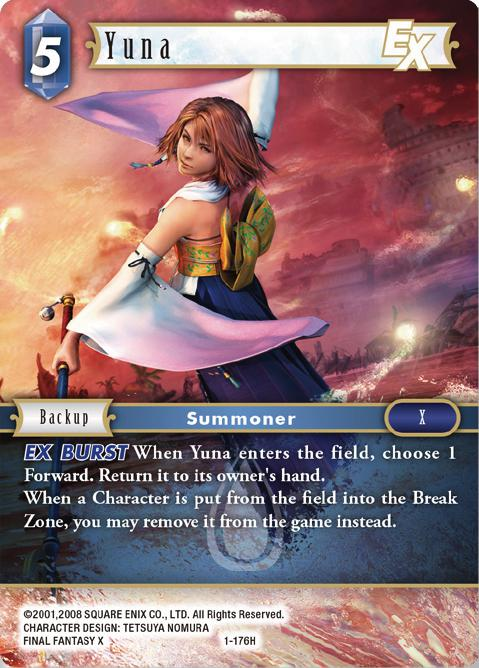 5
Yuna
EX
Backup
Summoner
X
EX BURST When Yuna enters the field, choose 1
Forward. Return it to its owner's hand.
When a Character is put from the field into the Break
Zone, you may remove it from the game instead.
©2001,2008 SQUARE ENIX CO., LTD. All Rights Reserved.
CHARACTER DESIGN: TETSUYA NOMURA
FINAL FANTASY X
1-176H